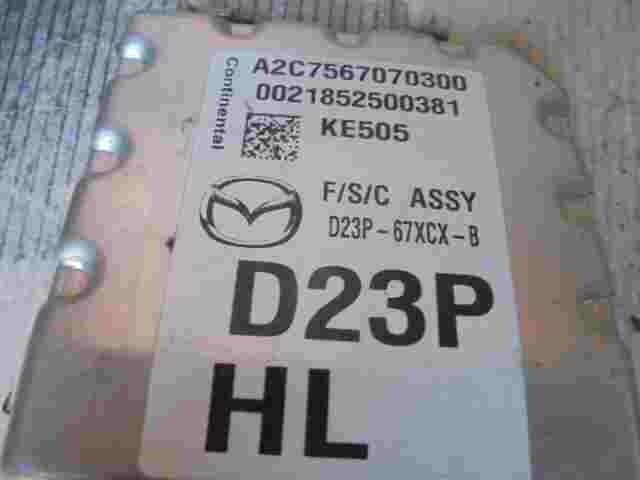 Continental
A2C7567070300
0021852500381
KE505
F/S/C ASSY
D23P-67XCX-B
D23P
HL